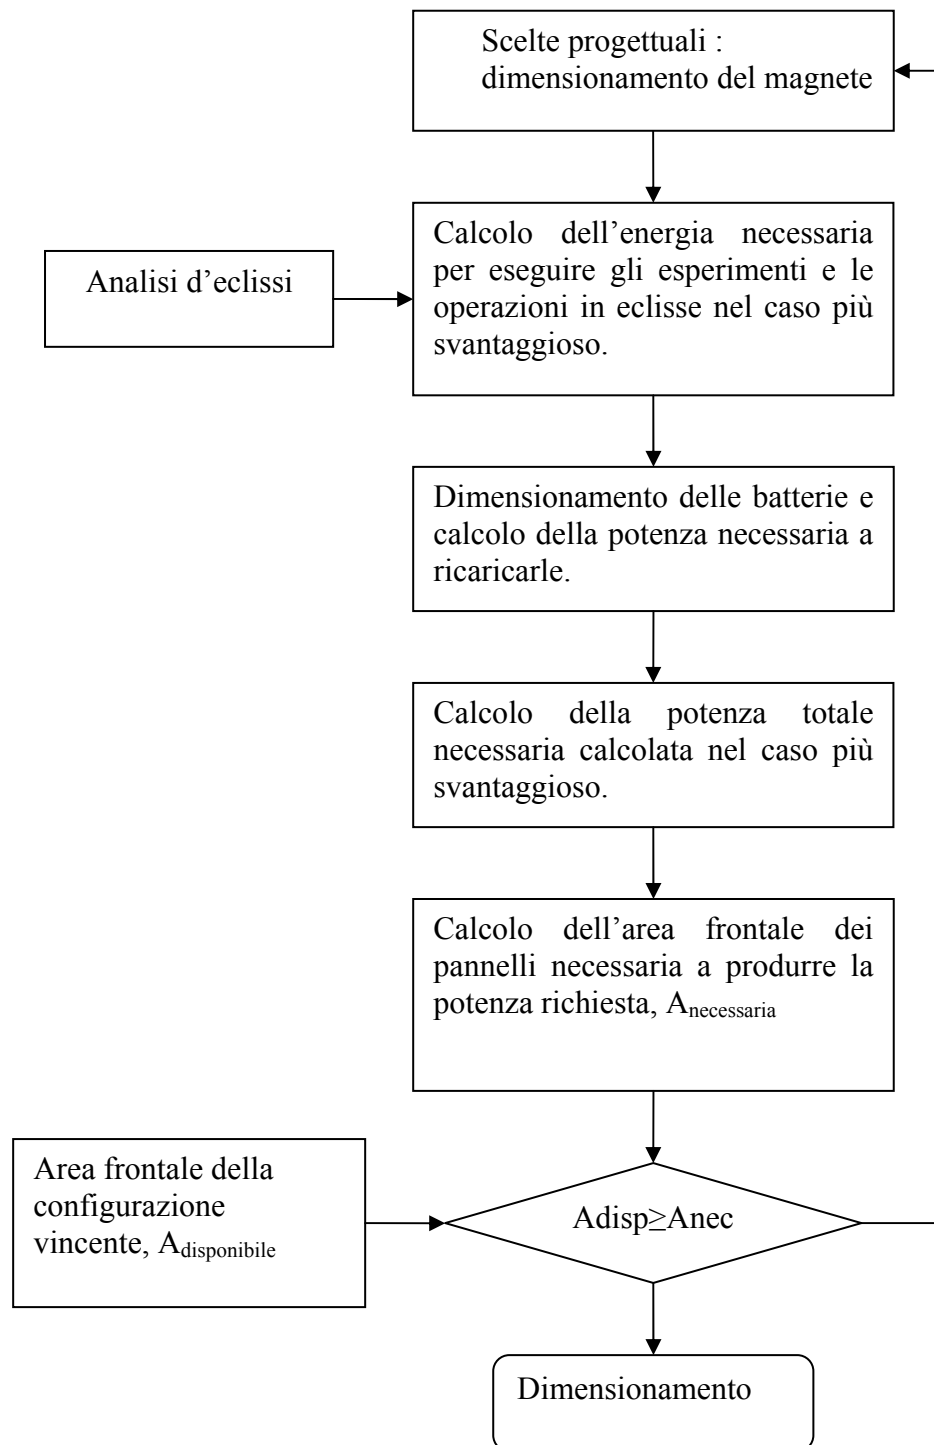 Scelte progettuali :
dimensionamento del magnete
Calcolo dell’energia necessaria
per eseguire gli esperimenti e le
operazioni in eclisse nel caso più
svantaggioso.
Analisi d’eclissi
Dimensionamento delle batterie e
calcolo della potenza necessaria a
ricaricarle.
Calcolo della potenza totale
necessaria calcolata nel caso più
svantaggioso.
Calcolo dell’area frontale dei
pannelli necessaria a produrre la
potenza richiesta, Anecessaria
Area frontale della
configurazione
vincente, Adisponibile
Adisp≥Anec
Dimensionamento